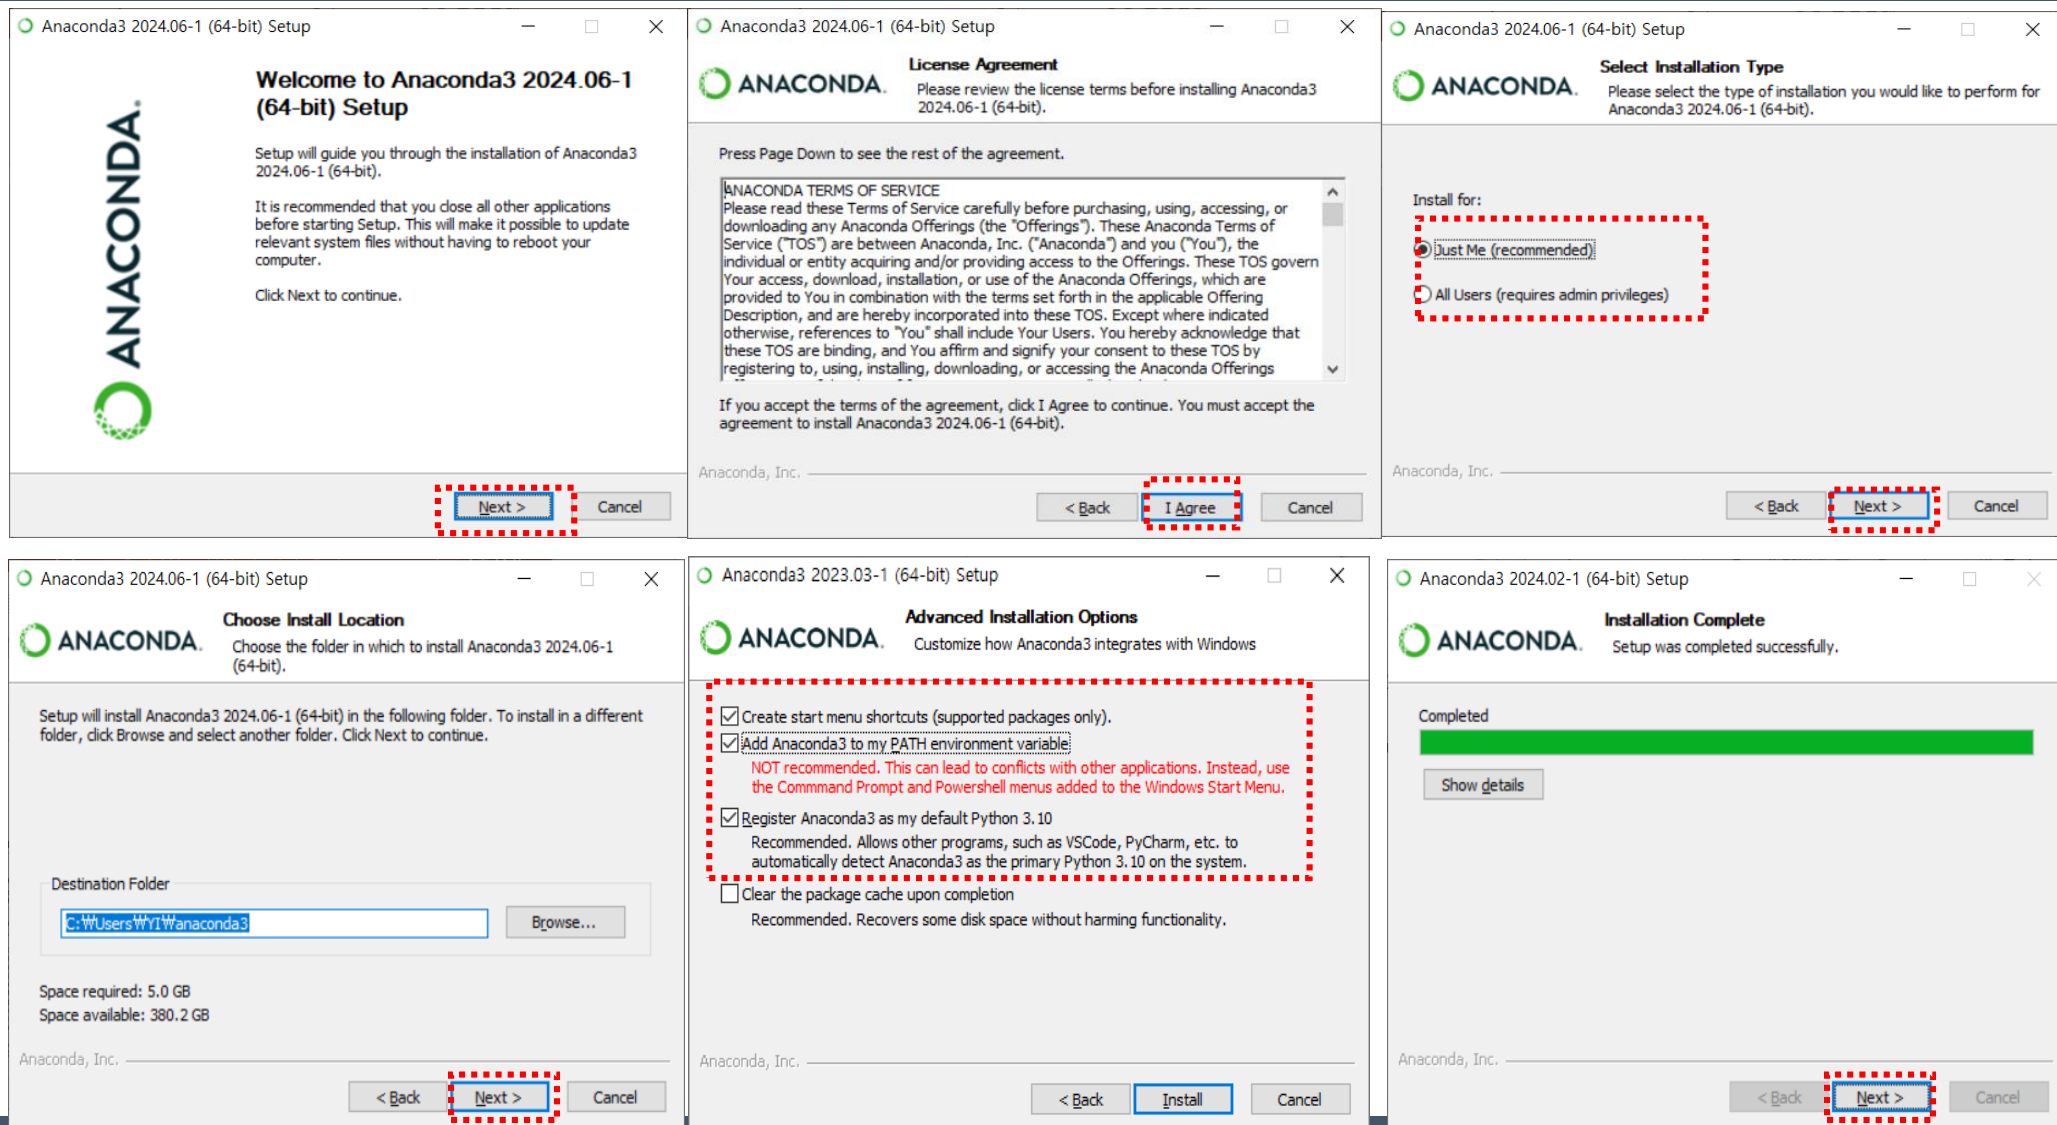 Anaconda3 2024.06-1 (64-bit) Setup
Welcome to Anaconda3 2024.06-1
(64-bit) Setup
ANACONDA.
Setup will guide you through the installation of Anaconda3
2024.06-1 (64-bit).
It is recommended that you close all other applications
before starting Setup. This will make it possible to update
relevant system files without having to reboot your
computer.
Click Next to continue.
Next >
Cancel
Anaconda3 2024.06-1 (64-bit) Setup
ANACONDA.
License Agreement
Please review the license terms before installing Anaconda3
2024.06-1 (64-bit).
Press Page Down to see the rest of the agreement.
ANACONDA TERMS OF SERVICE
Please read these Terms of Service carefully before purchasing, using, accessing, or
downloading any Anaconda Offerings (the "Offerings"). These Anaconda Terms of
Service ("TOS") are between Anaconda, Inc. ("Anaconda") and you ("You"), the
individual or entity acquiring and/or providing access to the Offerings. These TOS govern
Your access, download, installation, or use of the Anaconda Offerings, which are
provided to You in combination with the terms set forth in the applicable Offering
Description, and are hereby incorporated into these TOS. Except where indicated
otherwise, references to "You" shall include Your Users. You hereby acknowledge that
these TOS are binding, and You affirm and signify your consent to these TOS by
registering to, using, installing, downloading, or accessing the Anaconda Offerings
If you accept the terms of the agreement, click I Agree to continue. You must accept the
agreement to install Anaconda3 2024.06-1 (64-bit).
Anaconda, Inc.
< Back
I Agree
Cancel
Anaconda3 2024.06-1 (64-bit) Setup
ANACONDA.
Select Installation Type
Please select the type of installation you would like to perform for
Anaconda3 2024.06-1 (64-bit).
Install for:
Just Me (recommended)
All Users (requires admin privileges)
Anaconda, Inc.
< Back
Next >
Cancel
Anaconda3 2024.06-1 (64-bit) Setup
ANACONDA.
Choose Install Location
Choose the folder in which to install Anaconda3 2024.06-1
(64-bit).
Setup will install Anaconda3 2024.06-1 (64-bit) in the following folder. To install in a different
folder, click Browse and select another folder. Click Next to continue.
Destination Folder
C:₩Users₩YI₩anaconda3
Browse...
Space required: 5.0 GB
Space available: 380.2 GB
Anaconda, Inc.
< Back
Next >
Cancel
Anaconda3 2023.03-1 (64-bit) Setup
ANACONDA.
Advanced Installation Options
Customize how Anaconda3 integrates with Windows
Create start menu shortcuts (supported packages only).
Add Anaconda3 to my PATH environment variable
NOT recommended. This can lead to conflicts with other applications. Instead, use
the Commmand Prompt and Powershell menus added to the Windows Start Menu.
Register Anaconda3 as my default Python 3.10
Recommended. Allows other programs, such as VSCode, PyCharm, etc. to
automatically detect Anaconda3 as the primary Python 3.10 on the system.
Clear the package cache upon completion
Recommended. Recovers some disk space without harming functionality.
Anaconda, Inc.
< Back
Install
Cancel
Anaconda3 2024.02-1 (64-bit) Setup
ANACONDA.
Installation Complete
Setup was completed successfully.
Completed
Show details
Anaconda, Inc.
< Back
Next >
Cancel